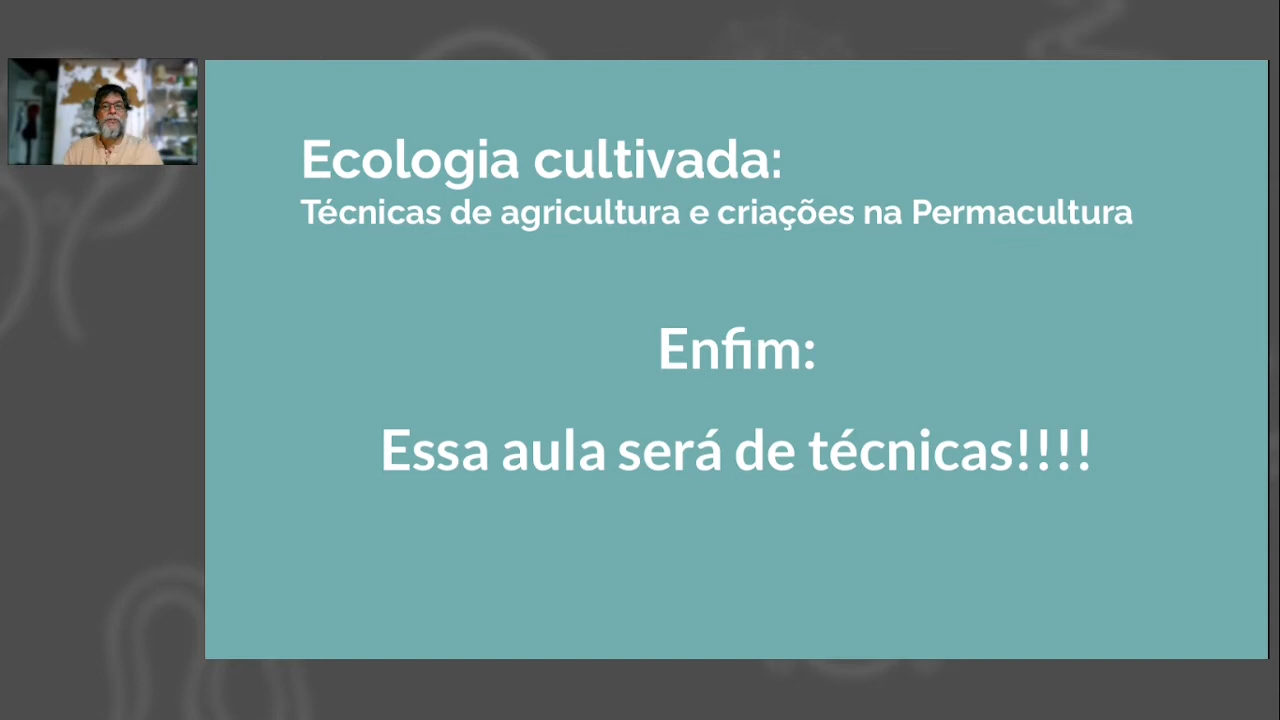 Ecologia cultivada:
Técnicas de agricultura e criações na Permacultura
Enfim:
Essa aula será de técnicas!!!!